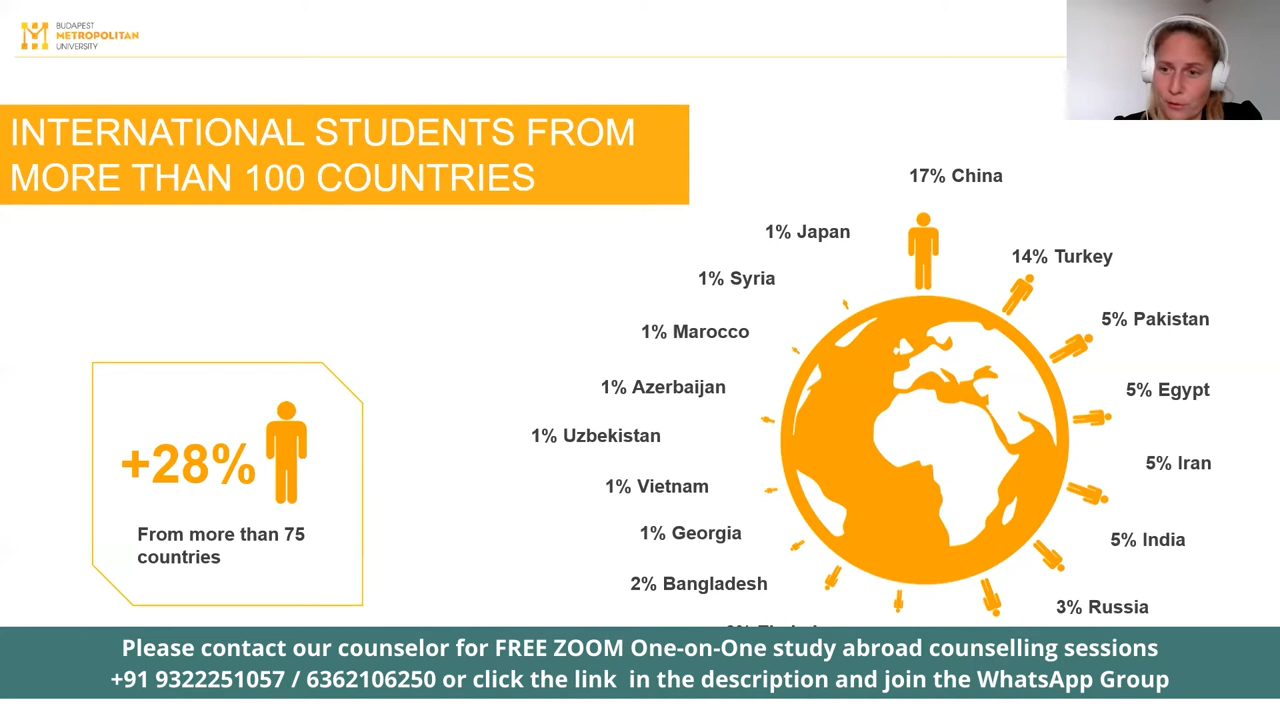 BUDAPEST
METROPOLITAN
UNIVERSITY
INTERNATIONAL STUDENTS FROM
MORE THAN 100 COUNTRIES
17% China
1% Japan
14% Turkey
1% Syria
5% Pakistan
1% Marocco
1% Azerbaijan
5% Egypt
1% Uzbekistan
5% Iran
1% Vietnam
1% Georgia
5% India
2% Bangladesh
3% Russia
+28%
From more than 75
countries
Please contact our counselor for FREE ZOOM One-on-One study abroad counselling sessions
+91 9322251057 / 6362106250 or click the link in the description and join the WhatsApp Group